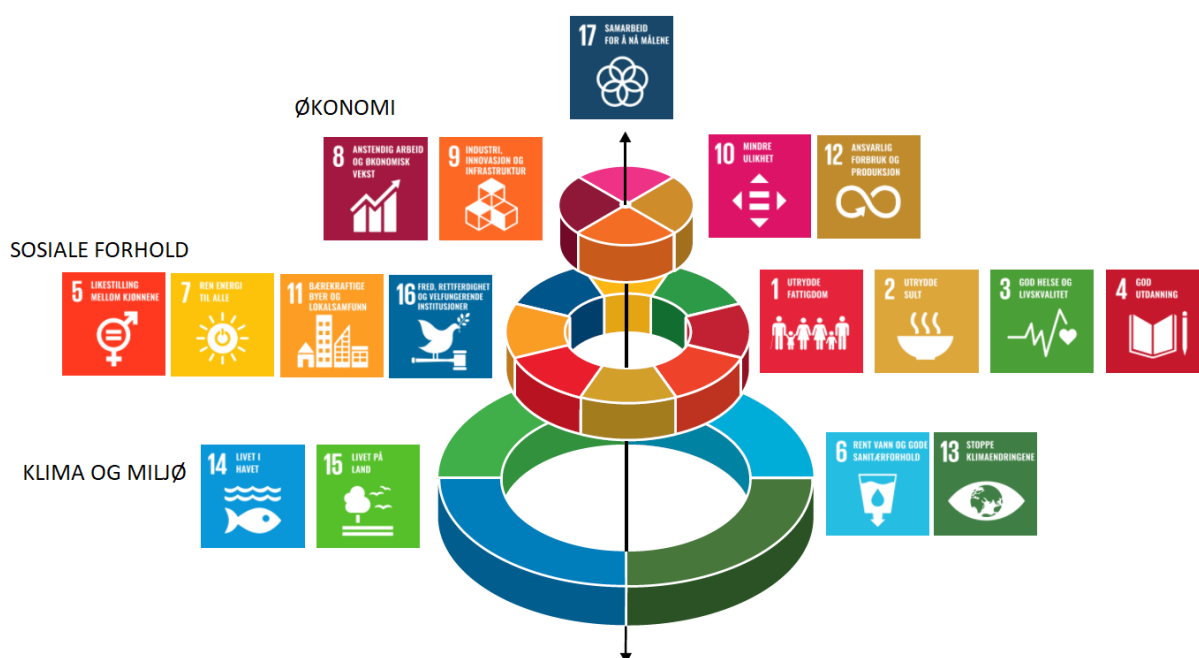 17 SAMARBEID
FOR Å NÅ MÅLENE
ØKONOMI
8 ANSTENDIG ARBEID
OG ØKONOMISK
VEKST
9 INDUSTRI,
INNOVASJON OG
INFRASTRUKTUR
10 MINDRE
ULIKHET
12 ANSVARLIG
FORBRUK OG
PRODUKSJON
SOSIALE FORHOLD
5 LIKESTILLING
MELLOM KJØNNENE
7 REN ENERGI
TIL ALLE
11 BÆREKRAFTIGE
BYER OG
LOKALSAMFUNN
16 FRED, RETTFERDIGHET
OG VELFUNGERENDE
INSTITUSJONER
1 UTRYDDE
FATTIGDOM
2 UTRYDDE
SULT
3 GOD HELSE OG
LIVSKVALITET
4 GOD
UTDANNING
KLIMA OG MILJØ
14 LIVET I
HAVET
15 LIVET PÅ
LAND
6 RENT VANN OG GODE
SANITÆRFORHOLD
13 STOPPE
KLIMAENDRINGENE